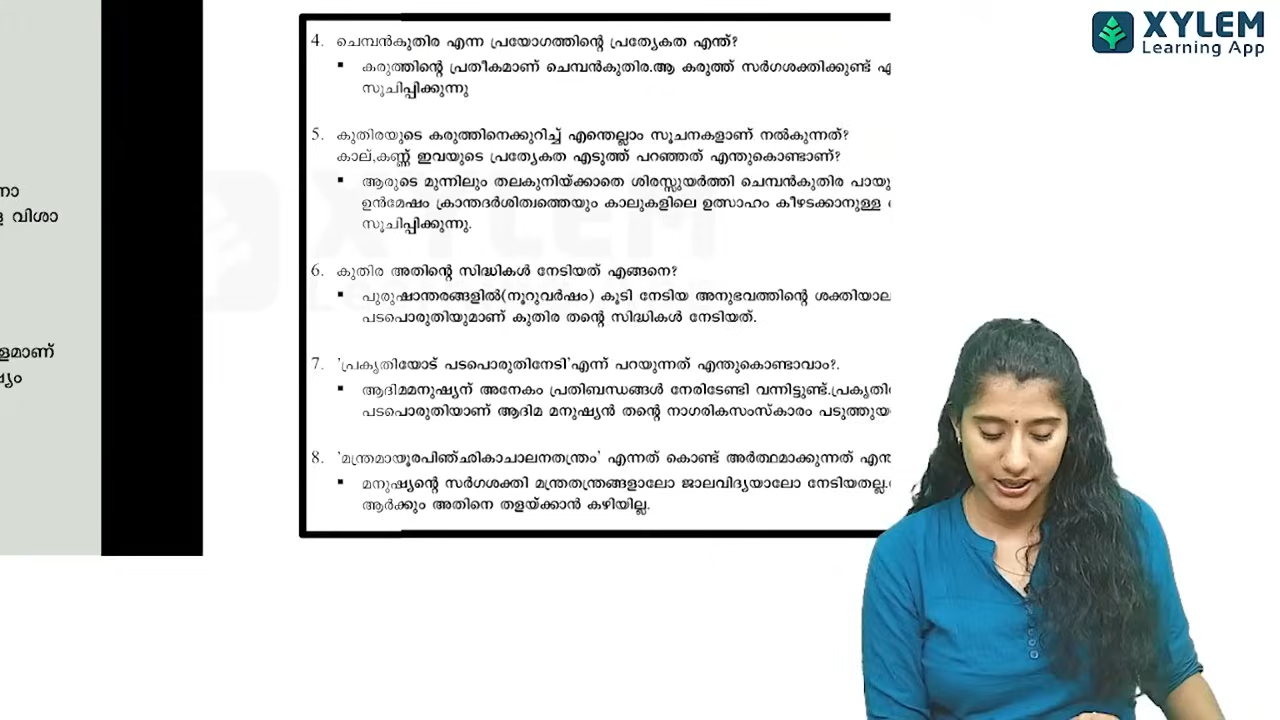 XYLEM
Learning App
നാ
വിശാ
ളമാണ്
ഷ്യം
4. ചെമ്പൻകുതിര എന്ന പ്രയോഗത്തിന്റെ പ്രത്യേകത എന്ത്?
▪ കരുത്തിന്റെ പ്രതീകമാണ് ചെമ്പൻകുതിര.ആ കരുത്ത് സർഗശക്തിക്കുണ്ട്
സൂചിപ്പിക്കുന്നു
5. കുതിരയുടെ കരുത്തിനെക്കുറിച്ച് എന്തെല്ലാം സൂചനകളാണ് നൽകുന്നത്?
കാല്,കണ്ണ് ഇവയുടെ പ്രത്യേകത എടുത്ത് പറഞ്ഞത് എന്തുകൊണ്ടാണ്?
▪ ആരുടെ മുന്നിലും തലകുനിയ്ക്കാതെ ശിരസ്സുയർത്തി ചെമ്പൻകുതിര പായു
ഉൻമേഷം ക്രാന്തദർശിത്വത്തെയും കാലുകളിലെ ഉത്സാഹം കീഴടക്കാനുള്ള
സൂചിപ്പിക്കുന്നു.
6. കുതിര അതിന്റെ സിദ്ധികൾ നേടിയത് എങ്ങനെ?
▪ പുരുഷാന്തരങ്ങളിൽ(നൂറുവർഷം) കൂടി നേടിയ അനുഭവത്തിന്റെ ശക്തിയാല
പടപൊരുതിയുമാണ് കുതിര തന്റെ സിദ്ധികൾ നേടിയത്.
7. 'പ്രകൃതിയോട് പടപൊരുതിനേടി'എന്ന് പറയുന്നത് എന്തുകൊണ്ടാവാം?.
▪ ആദിമമനുഷ്യന് അനേകം പ്രതിബന്ധങ്ങൾ നേരിടേണ്ടി വന്നിട്ടുണ്ട്.പ്രകൃതി
പടപൊരുതിയാണ് ആദിമ മനുഷ്യൻ തന്റെ നാഗരികസംസ്കാരം പടുത്തുയ
8. 'മന്ത്രമായൂരപിഞ്ഛികാചാലനതന്ത്രം' എന്നത് കൊണ്ട് അർത്ഥമാക്കുന്നത് എന്ത
▪ മനുഷ്യന്റെ സർഗശക്തി മന്ത്രതന്ത്രങ്ങളാലോ ജാലവിദ്യയാലോ നേടിയതല്ല.
ആർക്കും അതിനെ തളയ്ക്കാൻ കഴിയില്ല.